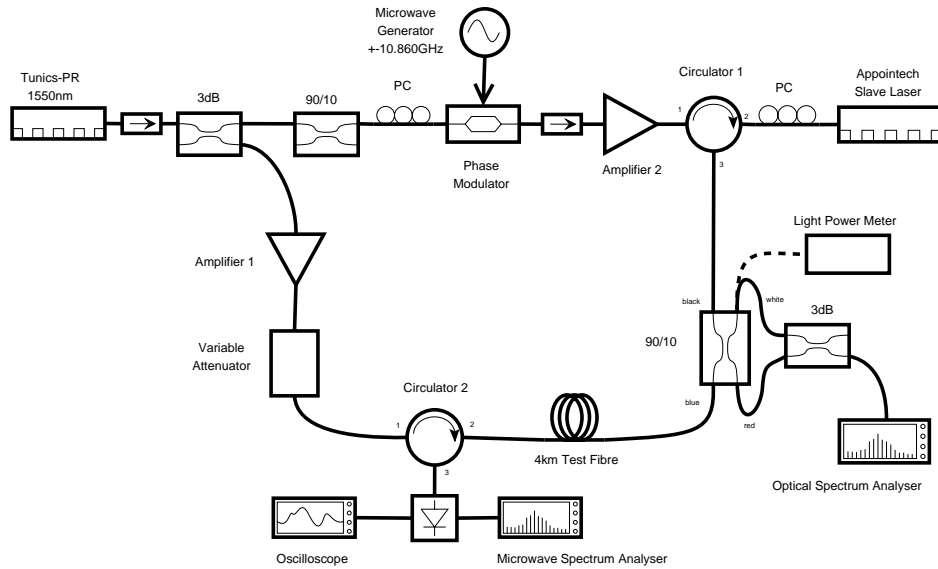 Microwave
Generator
+-10.860GHz
Tunics-PR
1550nm
3dB
90/10
PC
Circulator 1
PC
Appointech
Slave Laser
1
2
3
Phase
Modulator
Amplifier 2
Light Power Meter
Amplifier 1
black
white
3dB
90/10
Variable
Attenuator
Circulator 2
blue
red
1
2
3
4km Test Fibre
Optical Spectrum Analyser
Oscilloscope
Microwave Spectrum Analyser